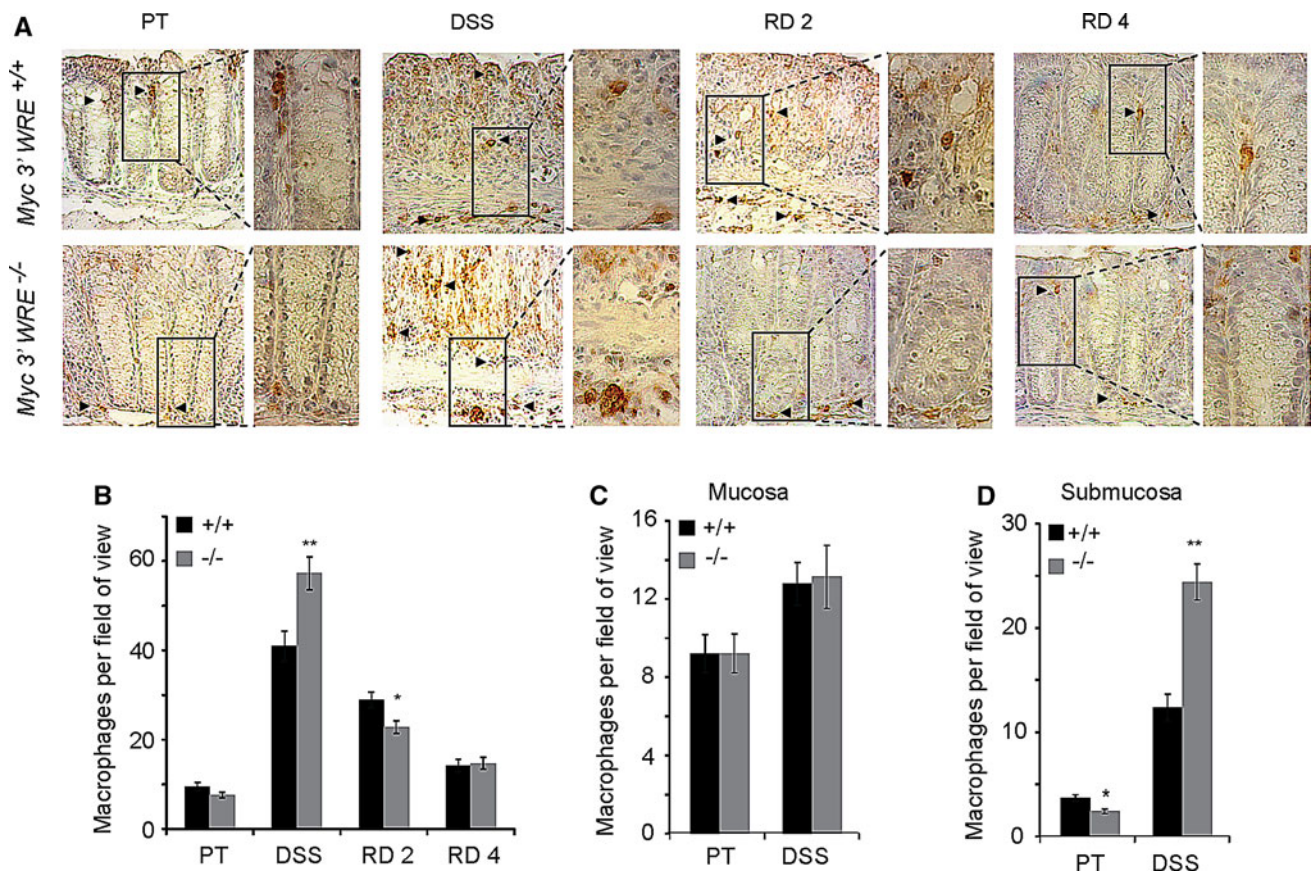 A
PT DSS RD 2 RD 4
Myc 3' WRE +/+
Myc 3' WRE -/-
B
+/+
-/-
Macrophages per field of view
60
40
20
0
**
*
PT DSS RD 2 RD 4
C
Mucosa
+/+
-/-
Macrophages per field of view
16
12
8
4
0
PT DSS
D
Submucosa
+/+
-/-
Macrophages per field of view
30
20
10
0
*
**
PT DSS